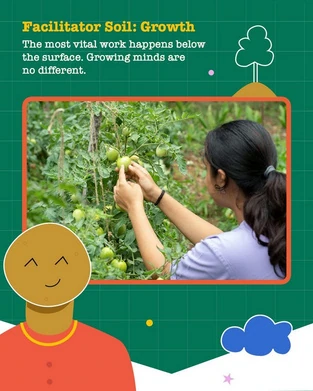 Facilitator Soil: Growth
The most vital work happens below
the surface. Growing minds are
no different.